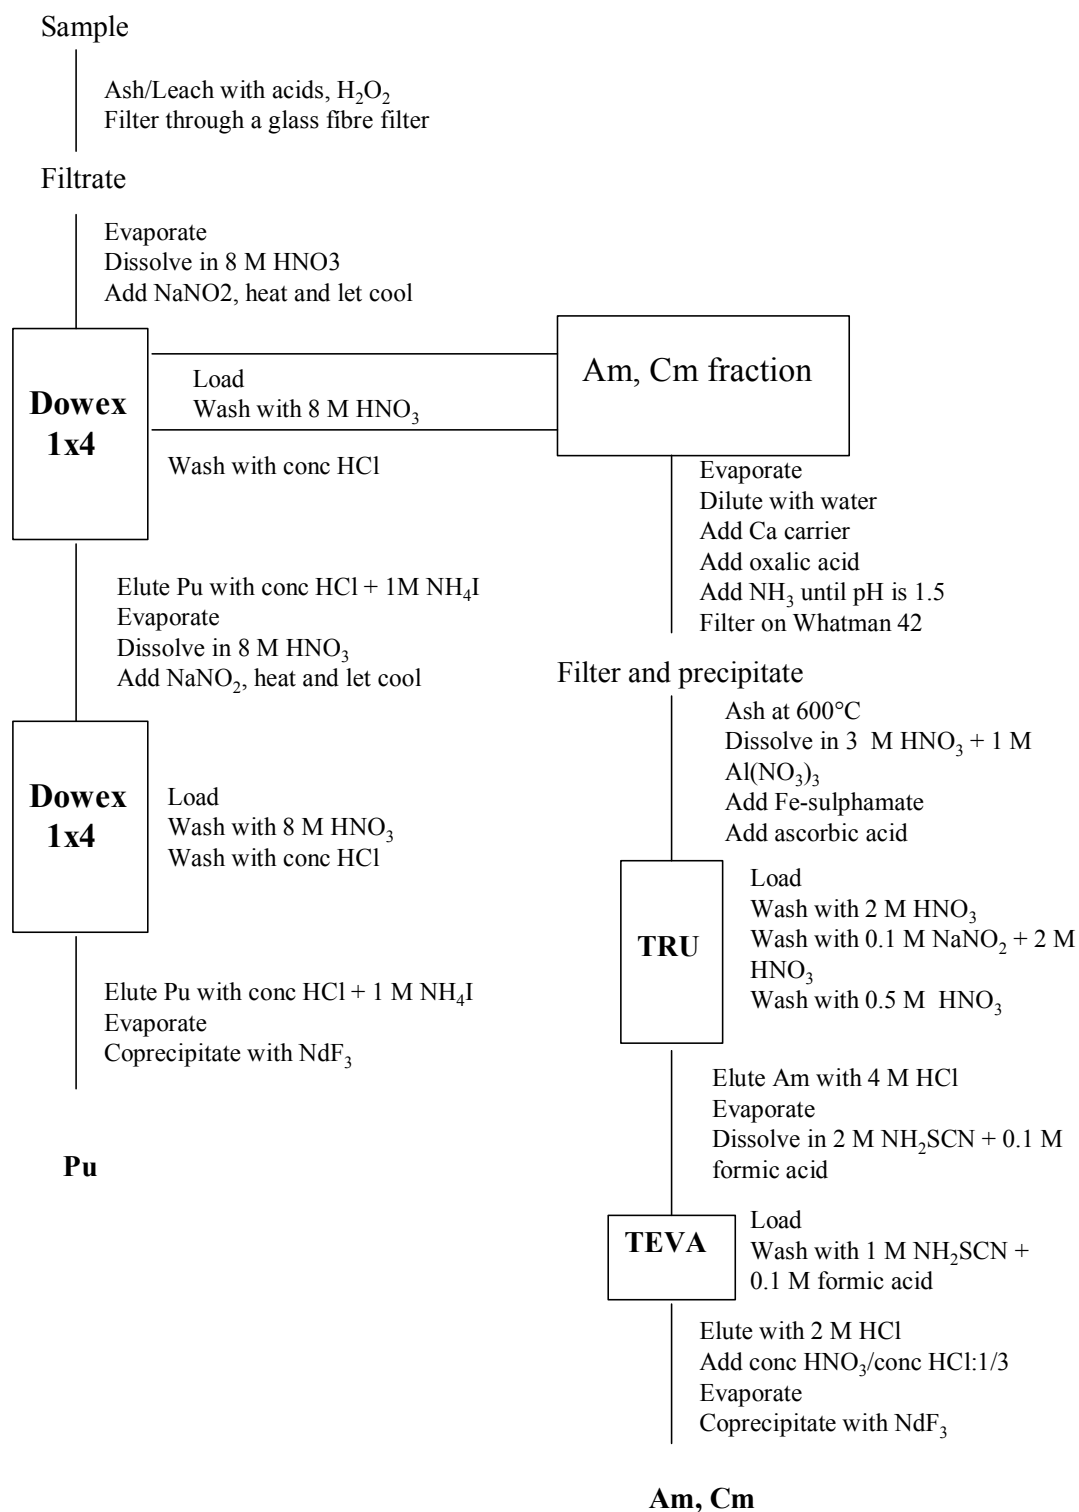 Sample
Ash/Leach with acids, H₂O₂
Filter through a glass fibre filter
Filtrate
Evaporate
Dissolve in 8 M HNO3
Add NaNO2, heat and let cool
Dowex
1x4
Load
Wash with 8 M HNO₃
Wash with conc HCl
Am, Cm fraction
Elute Pu with conc HCl + 1M NH₄I
Evaporate
Dissolve in 8 M HNO₃
Add NaNO₂, heat and let cool
Dowex
1x4
Load
Wash with 8 M HNO₃
Wash with conc HCl
Elute Pu with conc HCl + 1 M NH₄I
Evaporate
Coprecipitate with NdF₃
Pu
Evaporate
Dilute with water
Add Ca carrier
Add oxalic acid
Add NH₃ until pH is 1.5
Filter on Whatman 42
Filter and precipitate
Ash at 600°C
Dissolve in 3 M HNO₃ + 1 M
Al(NO₃)₃
Add Fe-sulphamate
Add ascorbic acid
TRU
Load
Wash with 2 M HNO₃
Wash with 0.1 M NaNO₂ + 2 M
HNO₃
Wash with 0.5 M HNO₃
Elute Am with 4 M HCl
Evaporate
Dissolve in 2 M NH₂SCN + 0.1 M
formic acid
TEVA
Load
Wash with 1 M NH₂SCN +
0.1 M formic acid
Elute with 2 M HCl
Add conc HNO₃/conc HCl:1/3
Evaporate
Coprecipitate with NdF₃
Am, Cm